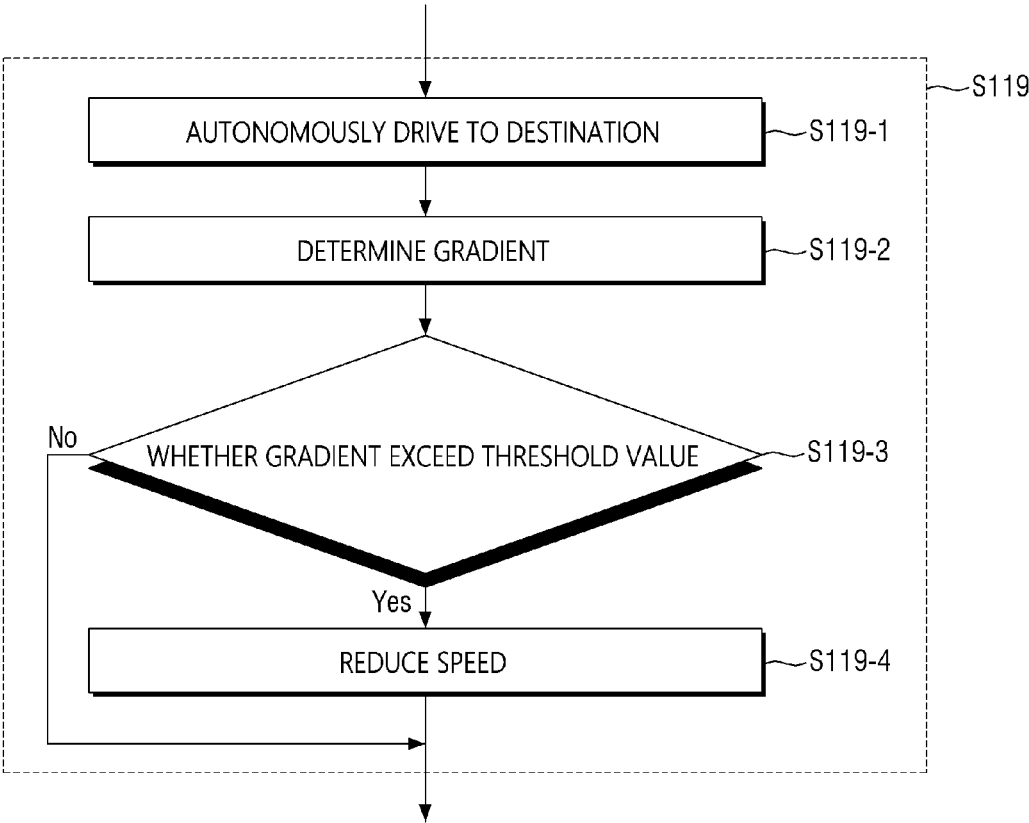 S119
AUTONOMOUSLY DRIVE TO DESTINATION
S119-1
DETERMINE GRADIENT
S119-2
No
WHETHER GRADIENT EXCEED THRESHOLD VALUE
S119-3
Yes
REDUCE SPEED
S119-4